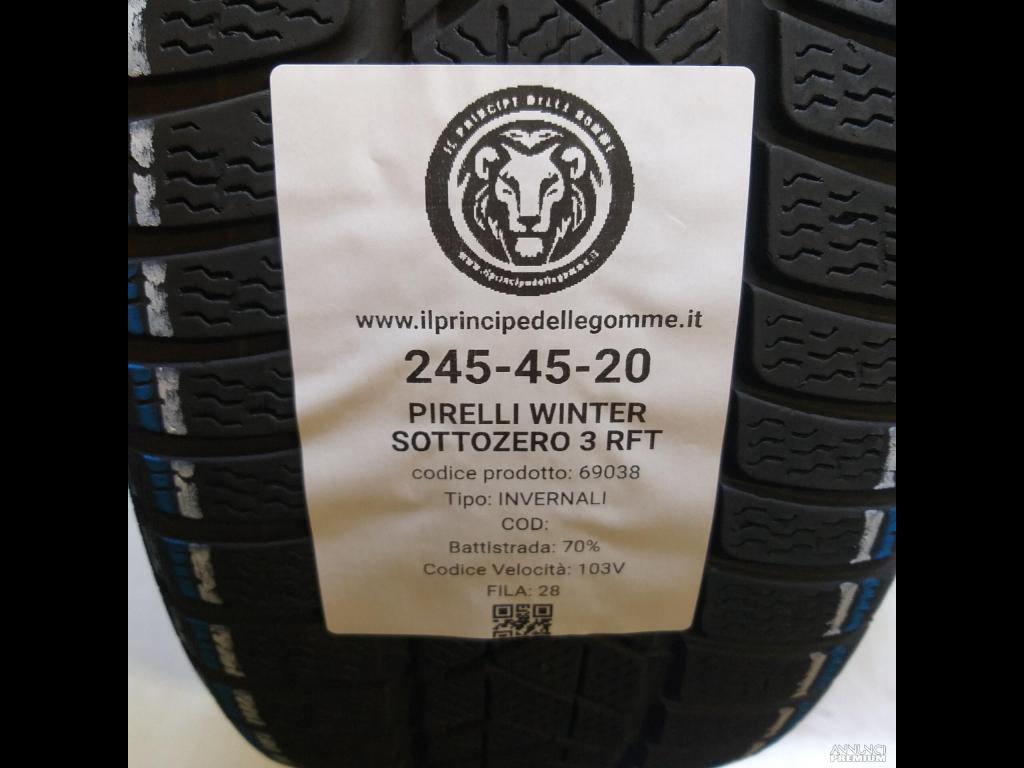 IL PRINCIPE DELLE GOMME
www.ilprincipedellegomme.it
www.ilprincipedellegomme.it
245-45-20
PIRELLI WINTER
SOTTOZERO 3 RFT
codice prodotto: 69038
Tipo: INVERNALI
COD:
Battistrada: 70%
Codice Velocità: 103V
FILA: 28
ANNUNCI
PREMIUM